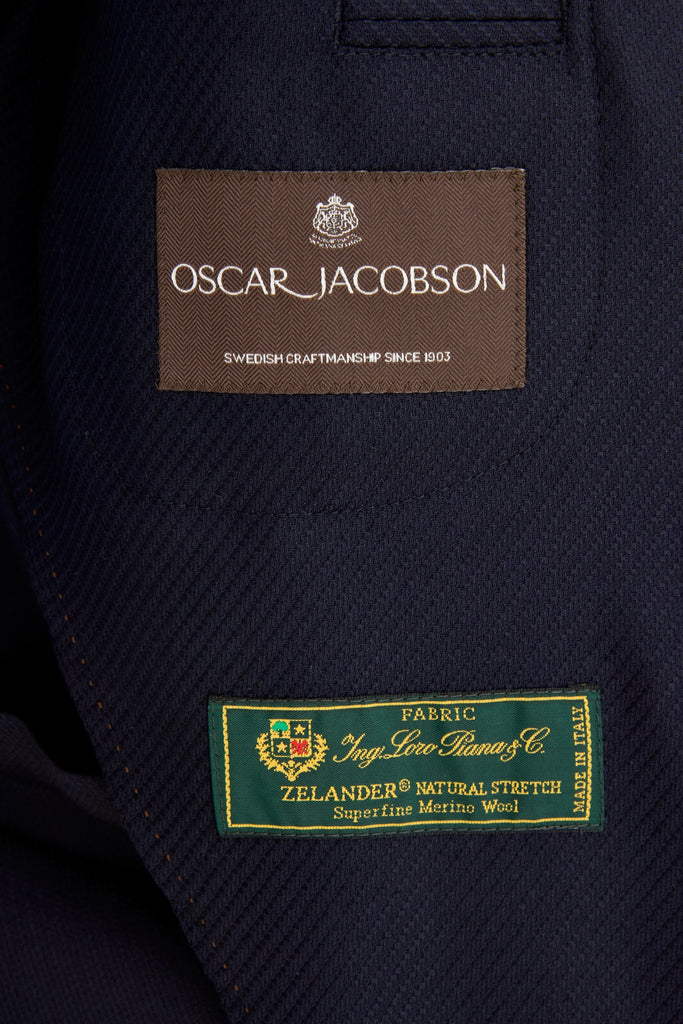 OSCAR JACOBSON
SWEDISH CRAFTMANSHIP SINCE 1903
FABRIC
Ing. Loro Piana & C.
ZELANDER® NATURAL STRETCH
Superfine Merino Wool
MADE IN ITALY